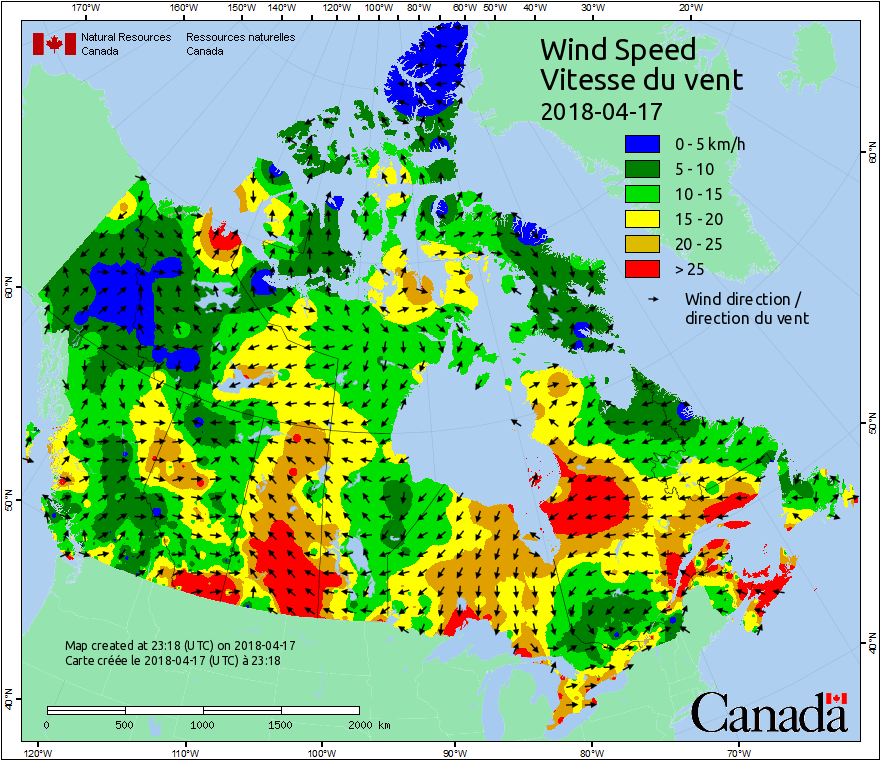 170°W 160°W 150°W 140°W 120°W 100°W 80°W 60°W 50°W 40°W 30°W 20°W
Natural Resources Ressources naturelles
Canada Canada
Wind Speed
Vitesse du vent
2018-04-17
0 - 5 km/h
5 - 10
10 - 15
15 - 20
20 - 25
> 25
Wind direction /
direction du vent
60°N
60°N
50°N
50°N
40°N
40°N
Map created at 23:18 (UTC) on 2018-04-17
Carte créée le 2018-04-17 (UTC) à 23:18
0 500 1000 1500 2000 km
Canada
120°W 110°W 100°W 90°W 80°W 70°W